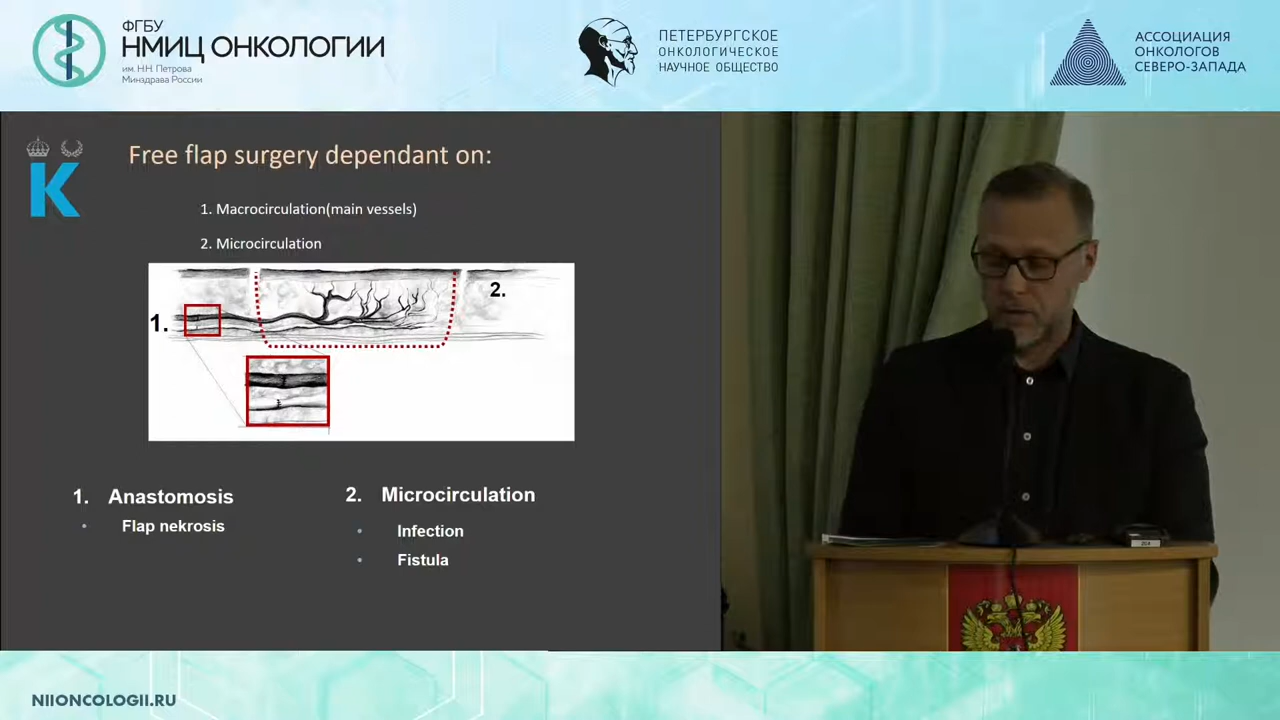 ФГБУ
НМИЦ ОНКОЛОГИИ
им. Н.Н. Петрова
Минздрава России
ПЕТЕРБУРГСКОЕ
ОНКОЛОГИЧЕСКОЕ
НАУЧНОЕ ОБЩЕСТВО
АССОЦИАЦИЯ
ОНКОЛОГОВ
СЕВЕРО-ЗАПАДА
K
Free flap surgery dependant on:
1. Macrocirculation(main vessels)
2. Microcirculation
1.
2.
1. Anastomosis
• Flap nekrosis
2. Microcirculation
• Infection
• Fistula
NIIONCOLOGII.RU